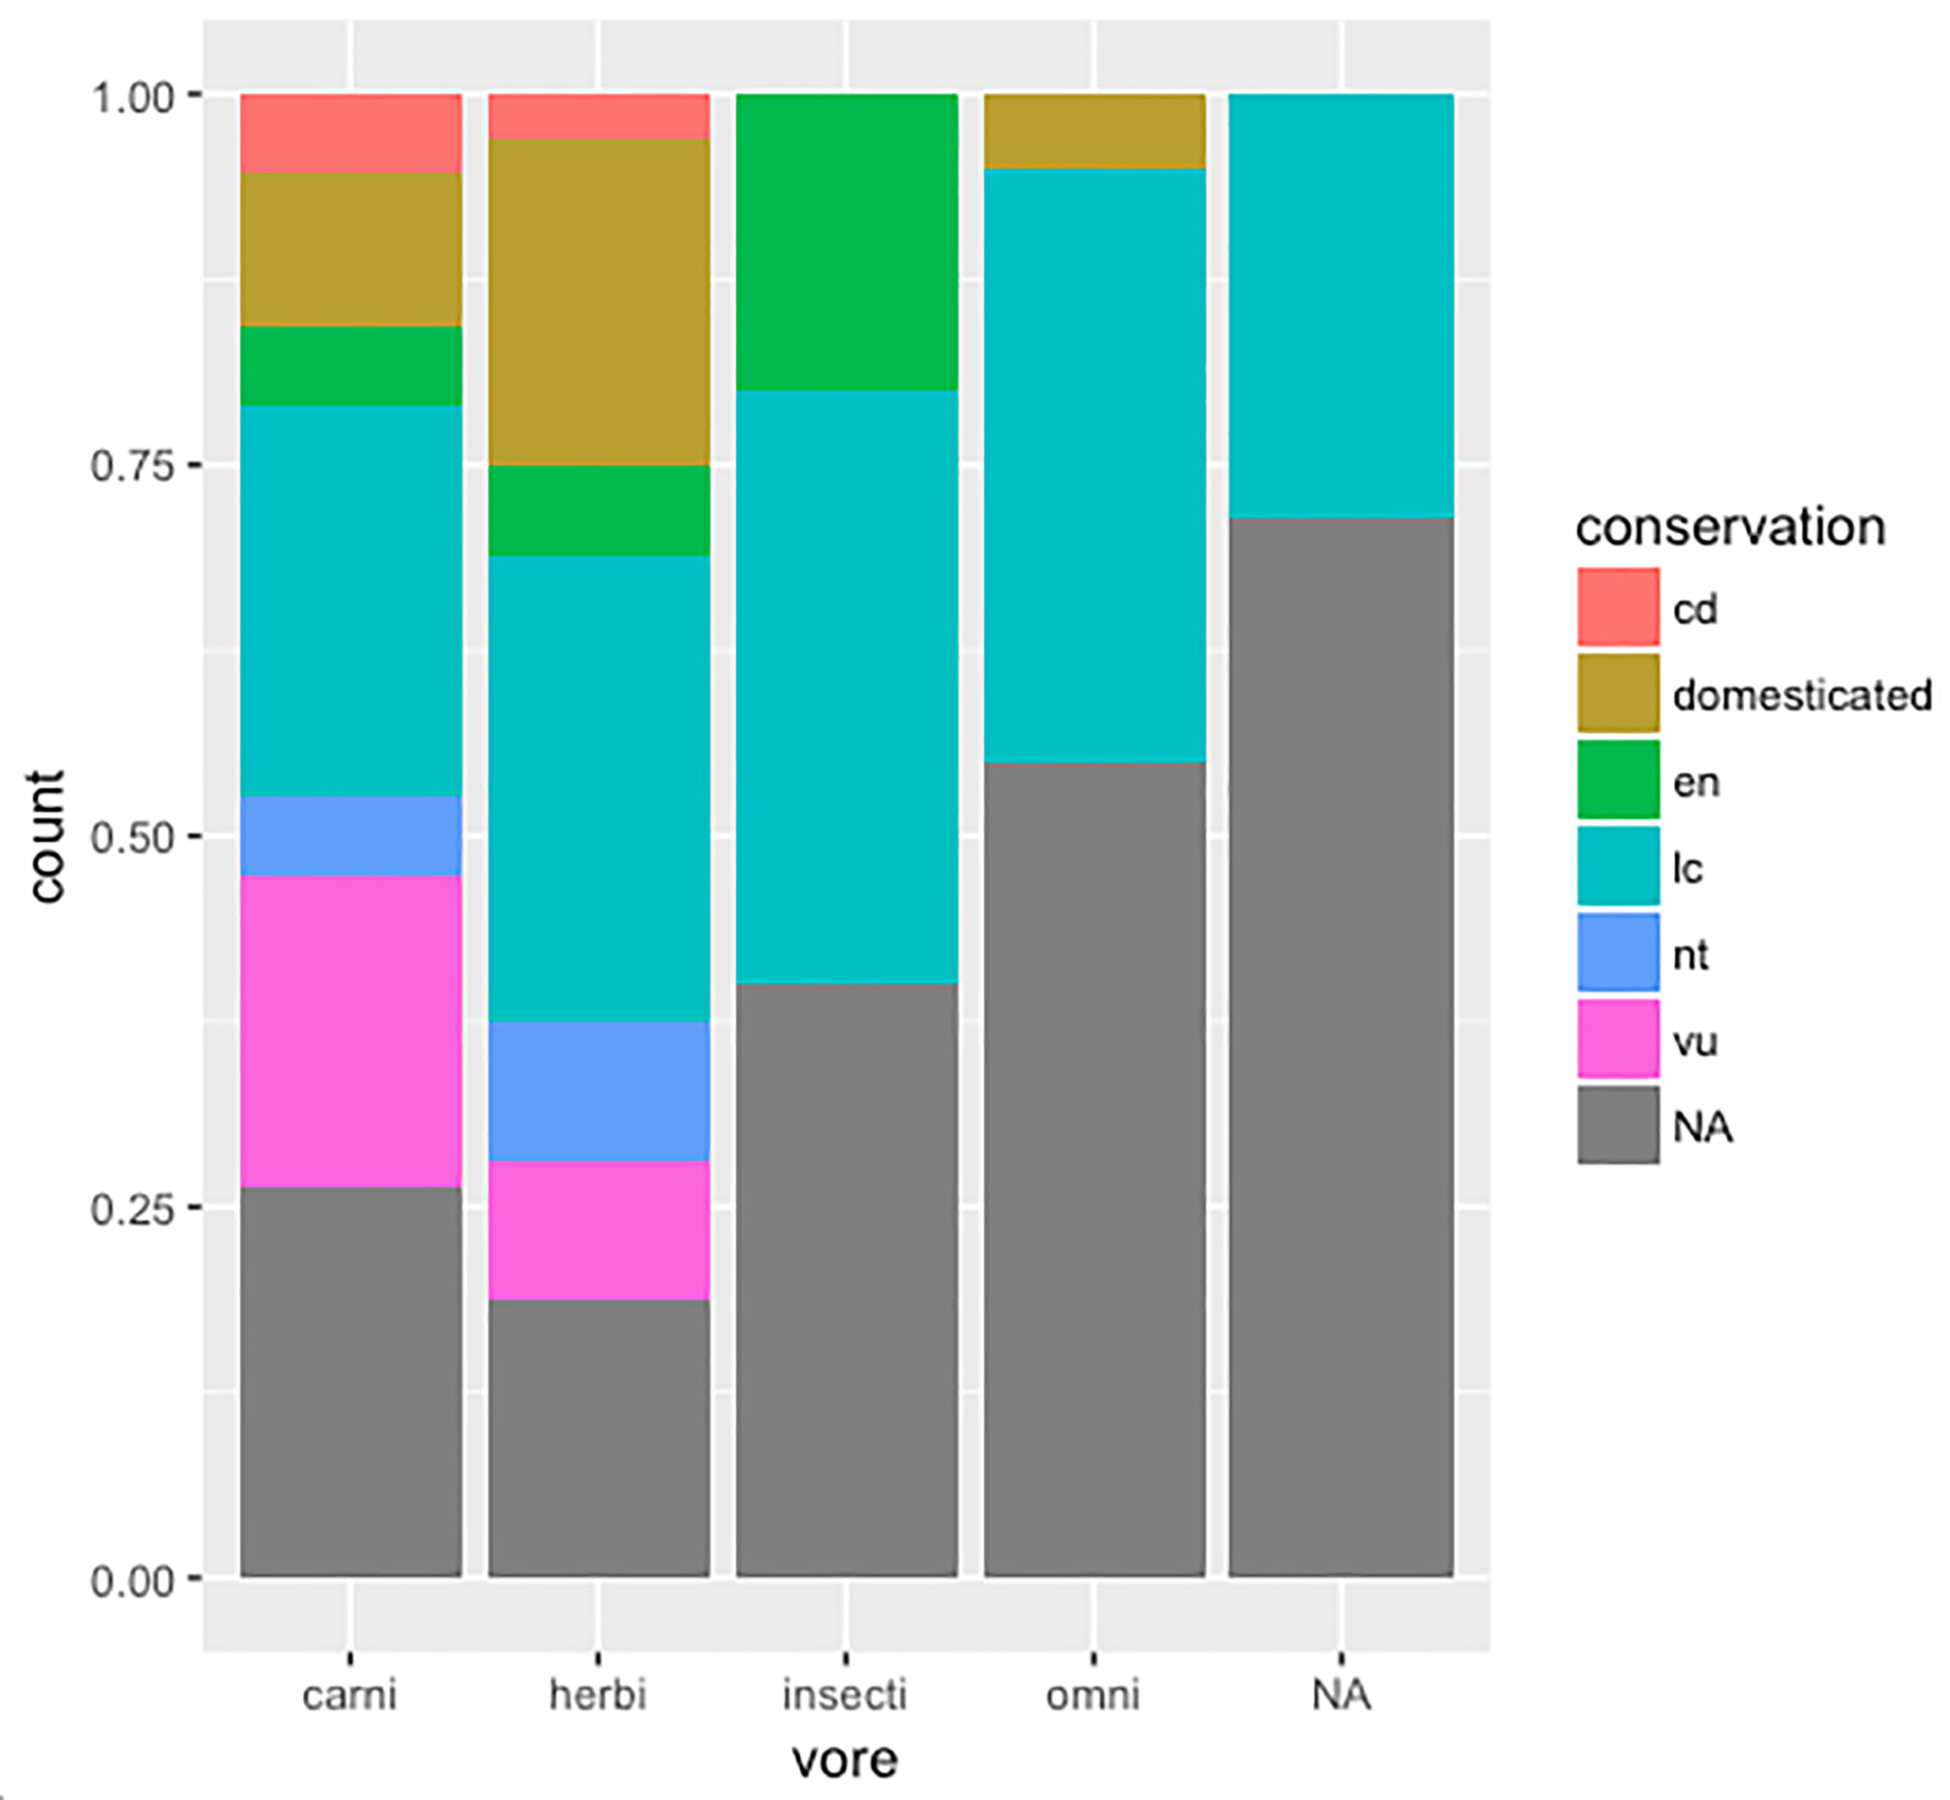 1.00
0.75
0.50
0.25
0.00
count
carni herbi insecti omni NA
vore
conservation
cd
domesticated
en
lc
nt
vu
NA